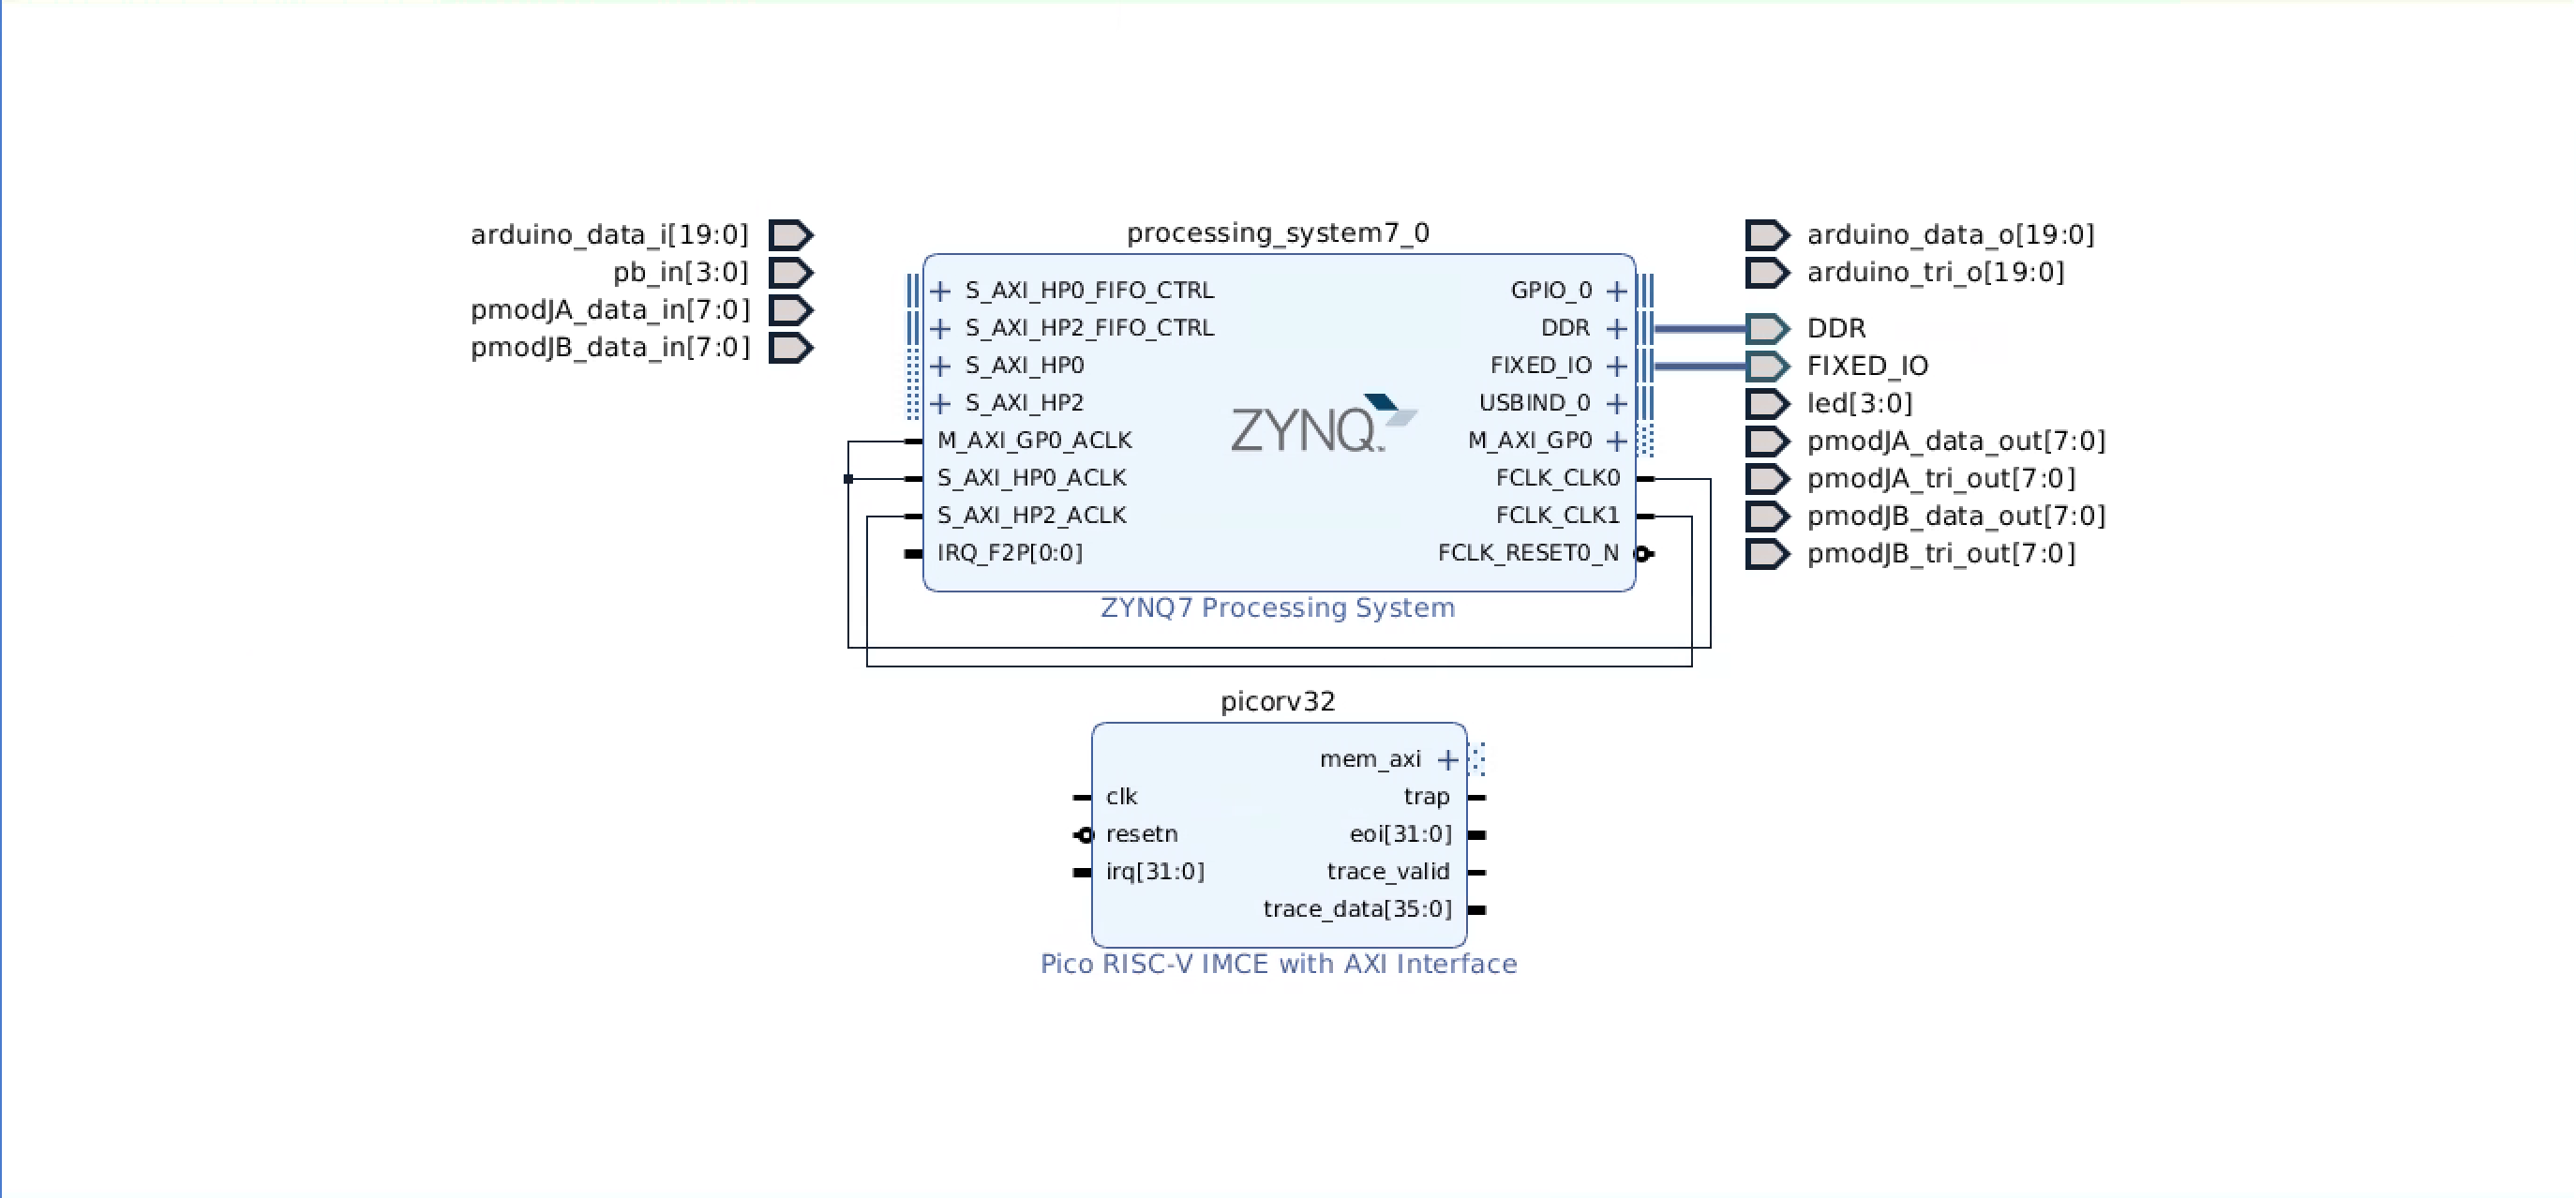 arduino_data_i[19:0]
pb_in[3:0]
pmodJA_data_in[7:0]
pmodJB_data_in[7:0]
processing_system7_0
S_AXI_HP0_FIFO_CTRL
S_AXI_HP2_FIFO_CTRL
S_AXI_HP0
S_AXI_HP2
M_AXI_GP0_ACLK
S_AXI_HP0_ACLK
S_AXI_HP2_ACLK
IRQ_F2P[0:0]
ZYNQ™
GPIO_0
DDR
FIXED_IO
USBIND_0
M_AXI_GP0
FCLK_CLK0
FCLK_CLK1
FCLK_RESET0_N
ZYNQ7 Processing System
arduino_data_o[19:0]
arduino_tri_o[19:0]
DDR
FIXED_IO
led[3:0]
pmodJA_data_out[7:0]
pmodJA_tri_out[7:0]
pmodJB_data_out[7:0]
pmodJB_tri_out[7:0]
picorv32
clk
resetn
irq[31:0]
mem_axi
trap
eoi[31:0]
trace_valid
trace_data[35:0]
Pico RISC-V IMCE with AXI Interface